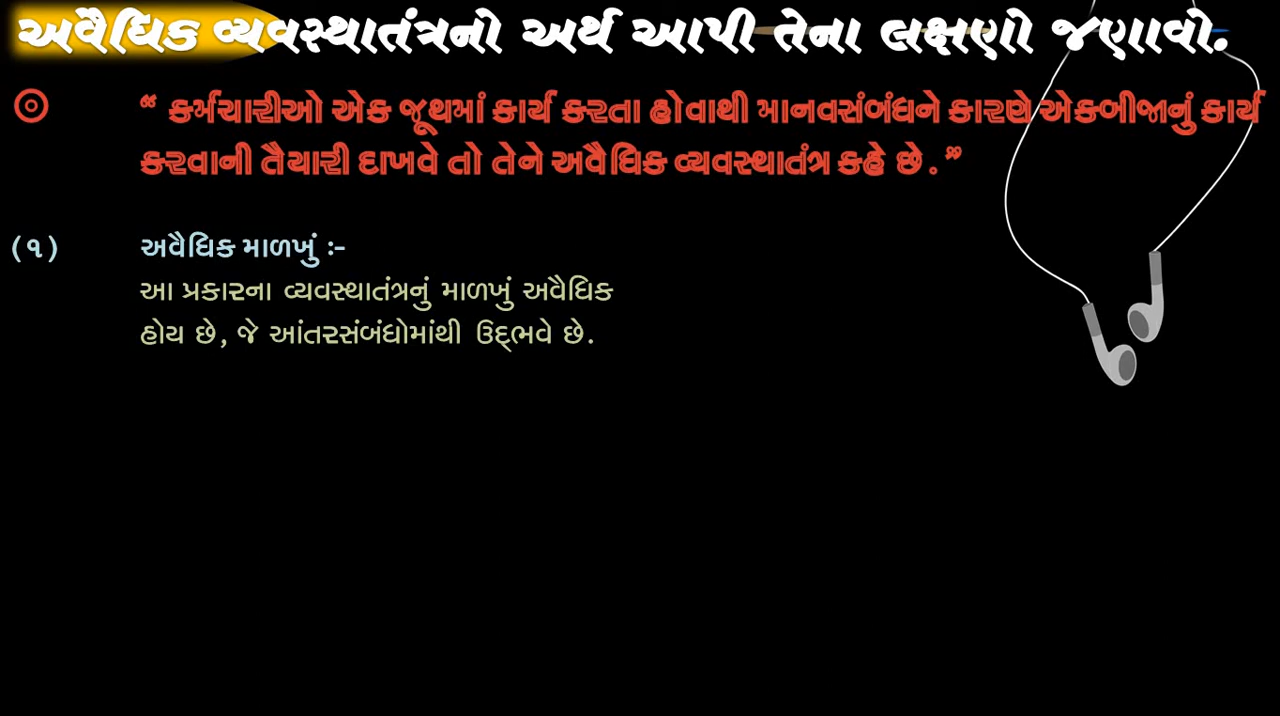 અવૈધિક વ્યવસ્થાતંત્રનો અર્થ આપી તેના લક્ષણો જણાવો.
“ કર્મચારીઓ એક જૂથમાં કાર્ય કરતા હોવાથી માનવસંબંધને કારણે એકબીજાનું કાર્ય
કરવાની તૈયારી દાખવે તો તેને અવૈધિક વ્યવસ્થાતંત્ર કહે છે.”
(૧) અવૈધિક માળખું :-
આ પ્રકારના વ્યવસ્થાતંત્રનું માળખું અવૈધિક
હોય છે, જે આંતરસંબંધોમાંથી ઉદ્‌ભવે છે.